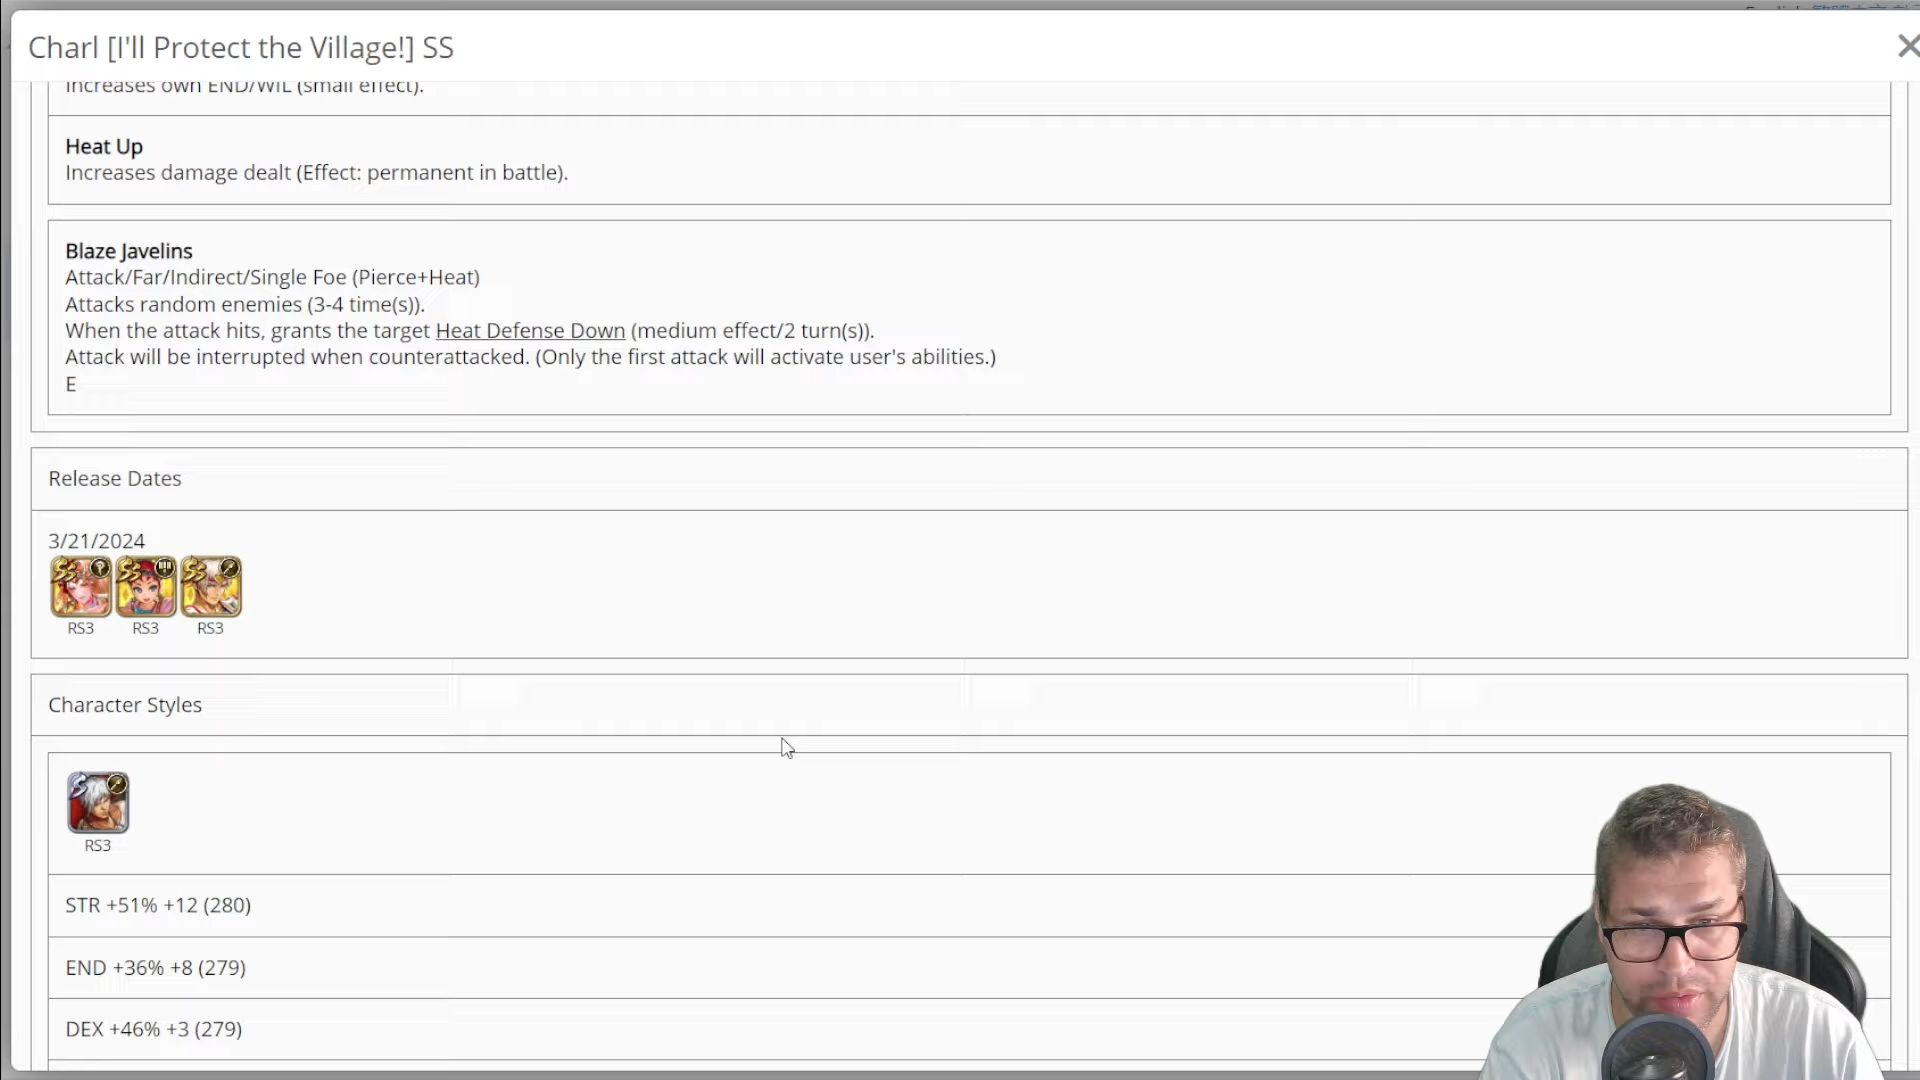 Charl [I'll Protect the Village!] SS
Increases own END/WIL (small effect).
Heat Up
Increases damage dealt (Effect: permanent in battle).
Blaze Javelins
Attack/Far/Indirect/Single Foe (Pierce+Heat)
Attacks random enemies (3-4 time(s)).
When the attack hits, grants the target Heat Defense Down (medium effect/2 turn(s)).
Attack will be interrupted when counterattacked. (Only the first attack will activate user's abilities.)
E
Release Dates
3/21/2024
SS SS SS
RS3 RS3 RS3
Character Styles
S
RS3
STR +51% +12 (280)
END +36% +8 (279)
DEX +46% +3 (279)